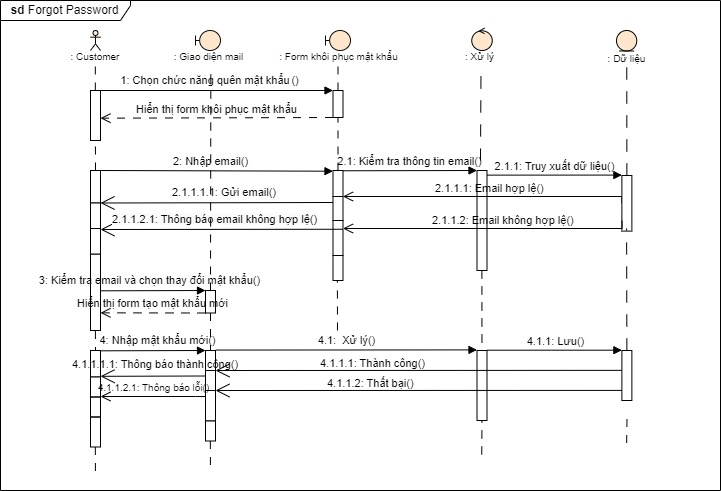 sd Forgot Password
: Customer
: Giao diện mail
: Form khôi phục mật khẩu
: Xử lý
: Dữ liệu
1: Chọn chức năng quên mật khẩu ()
Hiển thị form khôi phục mật khẩu
2: Nhập email()
2.1: Kiểm tra thông tin email()
2.1.1: Truy xuất dữ liệu()
2.1.1.1.1: Gửi email()
2.1.1.1: Email hợp lệ()
2.1.1.2.1: Thông báo email không hợp lệ()
2.1.1.2: Email không hợp lệ()
3: Kiểm tra email và chọn thay đổi mật khẩu()
Hiển thị form tạo mật khẩu mới
4: Nhập mật khẩu mới()
4.1: Xử lý()
4.1.1: Lưu()
4.1.1.1.1: Thông báo thành công()
4.1.1.1: Thành công()
4.1.1.2.1: Thông báo lỗi()
4.1.1.2: Thất bại()